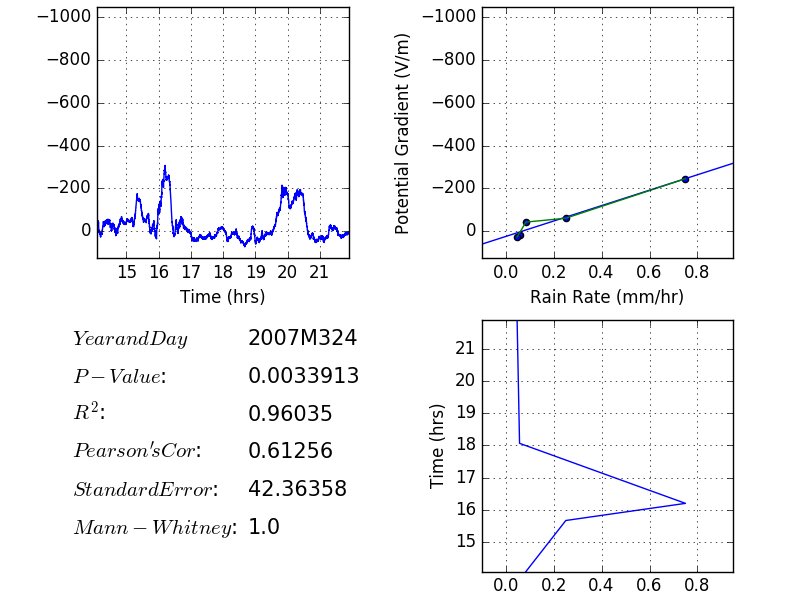 −1000
−800
−600
−400
−200
0
15 16 17 18 19 20 21
Time (hrs)
Potential Gradient (V/m)
−1000
−800
−600
−400
−200
0
0.0 0.2 0.4 0.6 0.8
Rain Rate (mm/hr)
YearandDay 2007M324
P−Value: 0.0033913
R²: 0.96035
Pearson'sCor: 0.61256
StandardError: 42.36358
Mann−Whitney: 1.0
Time (hrs)
21
20
19
18
17
16
15
0.0 0.2 0.4 0.6 0.8